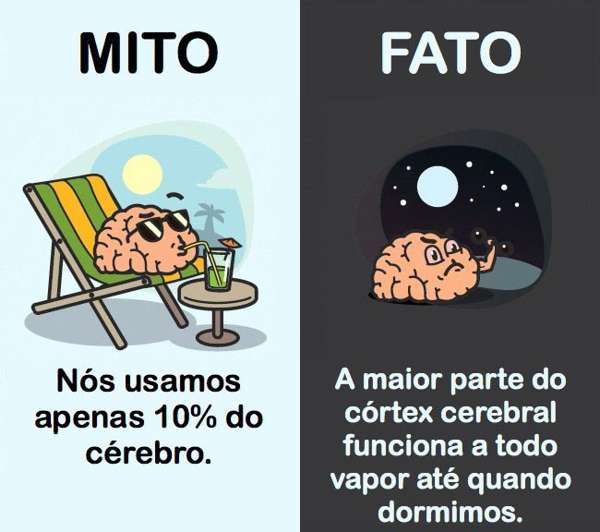 MITO
Nós usamos
apenas 10% do
cérebro.
FATO
A maior parte do
córtex cerebral
funciona a todo
vapor até quando
dormimos.